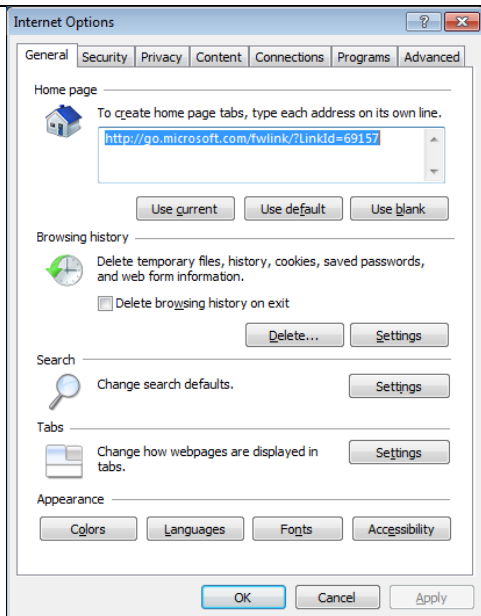 Internet Options
General Security Privacy Content Connections Programs Advanced
Home page
To create home page tabs, type each address on its own line.
http://go.microsoft.com/fwlink/?LinkId=69157
Use current Use default Use blank
Browsing history
Delete temporary files, history, cookies, saved passwords,
and web form information.
Delete browsing history on exit
Delete... Settings
Search
Change search defaults.
Settings
Tabs
Change how webpages are displayed in
tabs.
Settings
Appearance
Colors Languages Fonts Accessibility
OK Cancel Apply